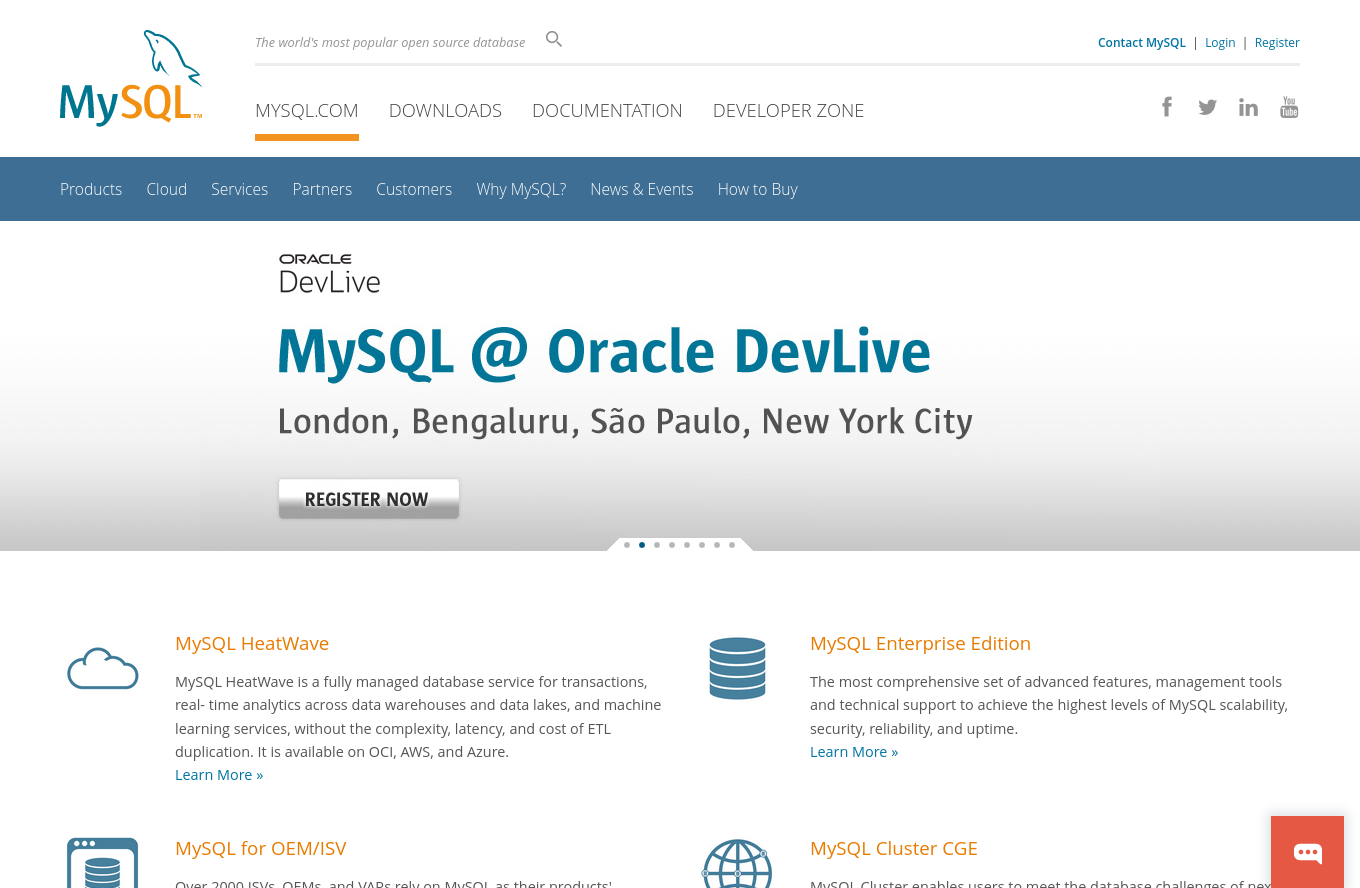 MySQL™
The world's most popular open source database
Contact MySQL | Login | Register
MYSQL.COM DOWNLOADS DOCUMENTATION DEVELOPER ZONE
You Tube
Products Cloud Services Partners Customers Why MySQL? News & Events How to Buy
ORACLE
DevLive
MySQL @ Oracle DevLive
London, Bengaluru, São Paulo, New York City
REGISTER NOW
MySQL HeatWave
MySQL HeatWave is a fully managed database service for transactions,
real- time analytics across data warehouses and data lakes, and machine
learning services, without the complexity, latency, and cost of ETL
duplication. It is available on OCI, AWS, and Azure.
Learn More »
MySQL Enterprise Edition
The most comprehensive set of advanced features, management tools
and technical support to achieve the highest levels of MySQL scalability,
security, reliability, and uptime.
Learn More »
MySQL for OEM/ISV
Over 2000 ISVs, OEMs, and VARs rely on MySQL as their products'
MySQL Cluster CGE
MySQL Cluster enables users to meet the database challenges of